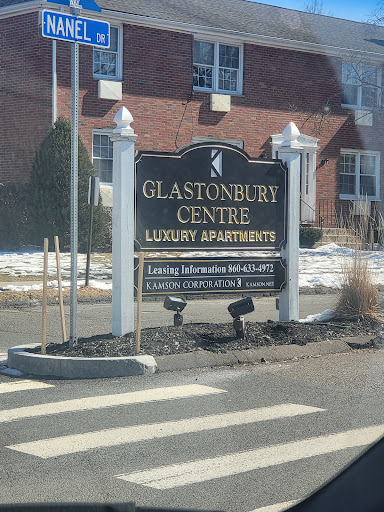 NANEL DR
GLASTONBURY
CENTRE
LUXURY APARTMENTS
Leasing Information 860-633-4972
KAMSON CORPORATION KAMSON.NET